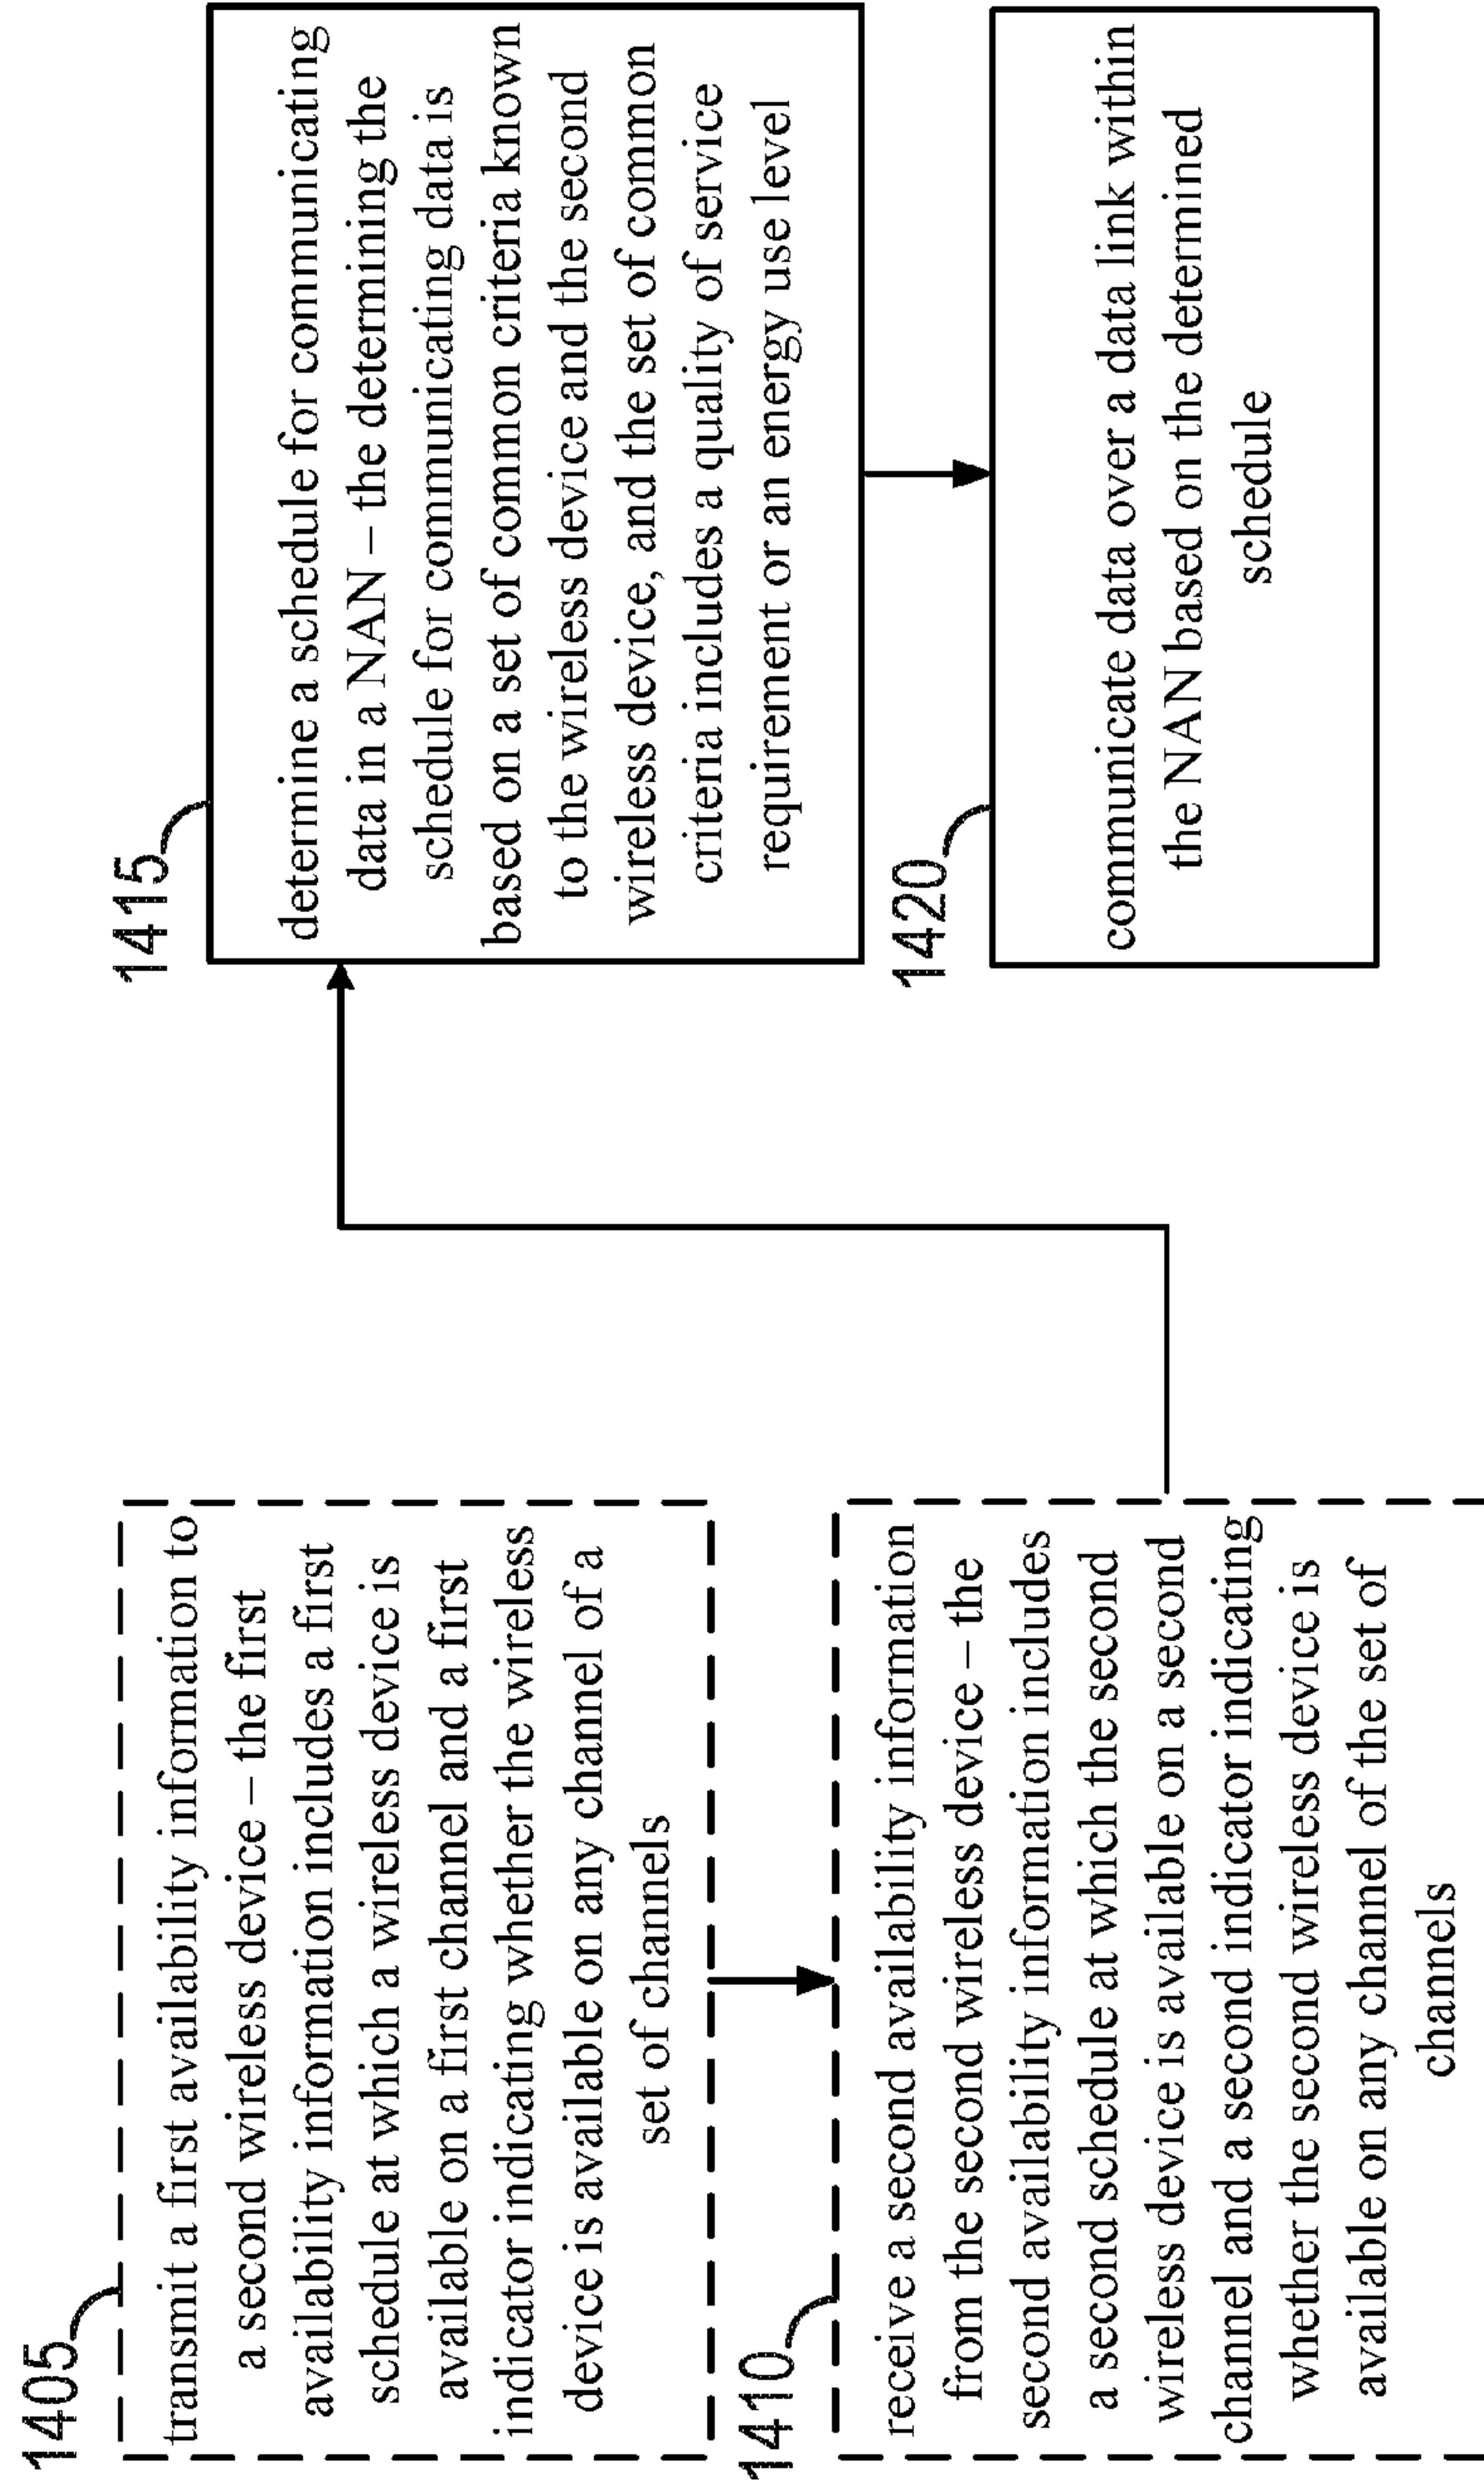 1405
transmit a first availability information to
a second wireless device – the first
availability information includes a first
schedule at which a wireless device is
available on a first channel and a first
indicator indicating whether the wireless
device is available on any channel of a
set of channels
1410
receive a second availability information
from the second wireless device – the
second availability information includes
a second schedule at which the second
wireless device is available on a second
channel and a second indicator indicating
whether the second wireless device is
available on any channel of the set of
channels
1415
determine a schedule for communicating
data in a NAN – the determining the
schedule for communicating data is
based on a set of common criteria known
to the wireless device and the second
wireless device, and the set of common
criteria includes a quality of service
requirement or an energy use level
1420
communicate data over a data link within
the NAN based on the determined
schedule